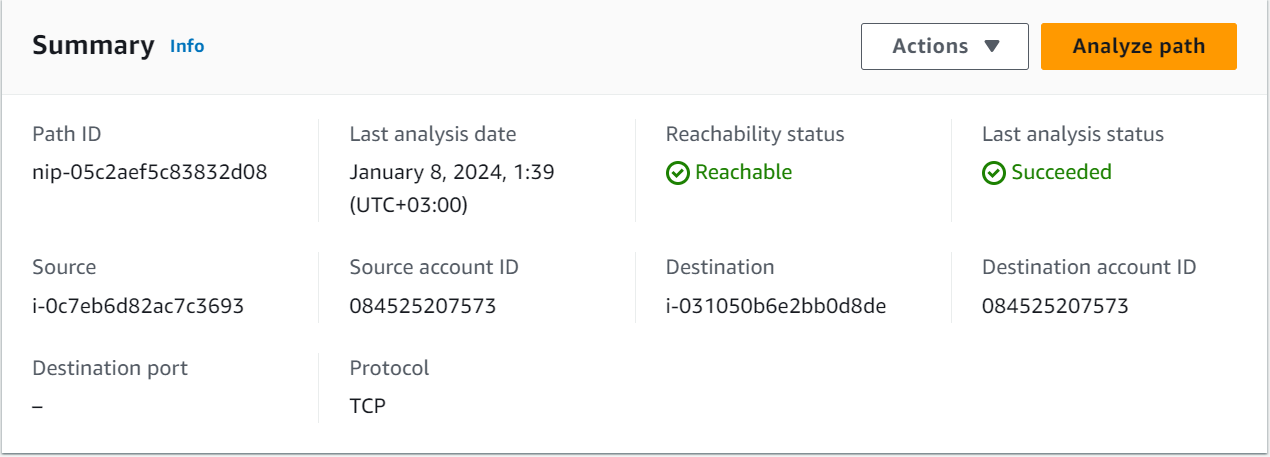 Summary Info
Actions Analyze path
Path ID
nip-05c2aef5c83832d08
Last analysis date
January 8, 2024, 1:39
(UTC+03:00)
Reachability status
Reachable
Last analysis status
Succeeded
Source
i-0c7eb6d82ac7c3693
Source account ID
084525207573
Destination
i-031050b6e2bb0d8de
Destination account ID
084525207573
Destination port
–
Protocol
TCP